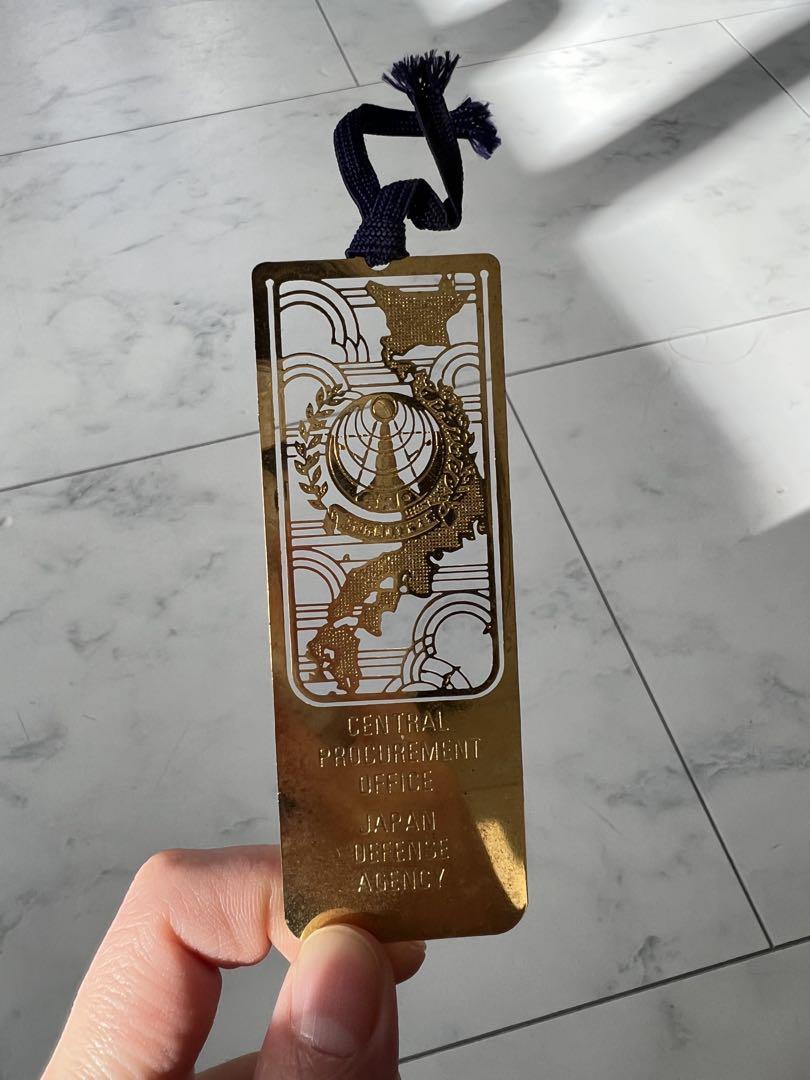 CENTRAL
PROCUREMENT
OFFICE
JAPAN
DEFENSE
AGENCY